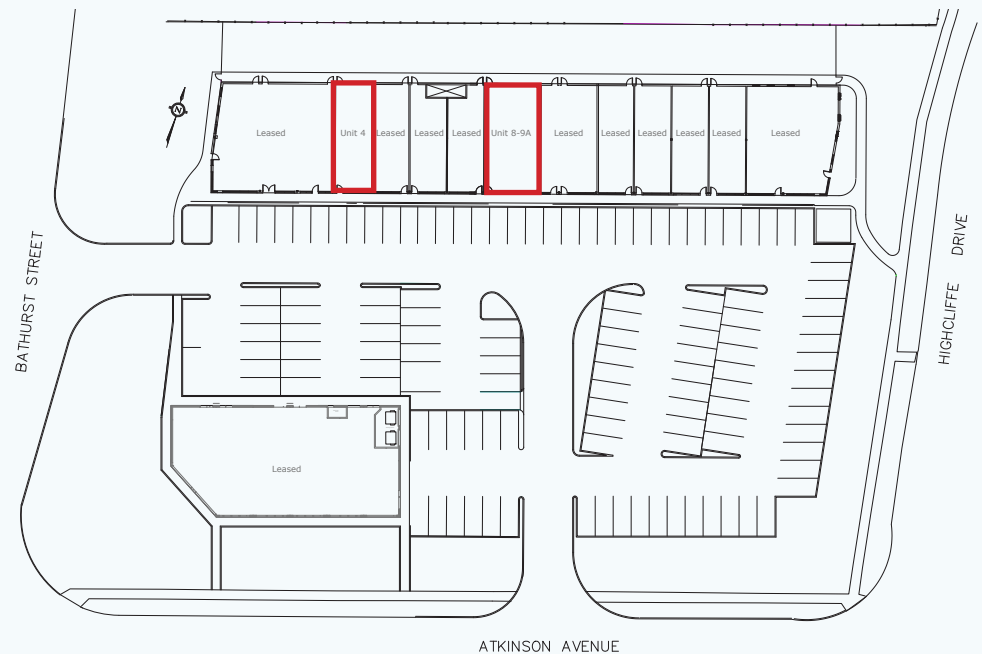 N
Leased Unit 4 Leased Leased Leased Unit 8-9A Leased Leased Leased Leased Leased Leased
BATHURST STREET
HIGHCLIFFE DRIVE
Leased
ATKINSON AVENUE